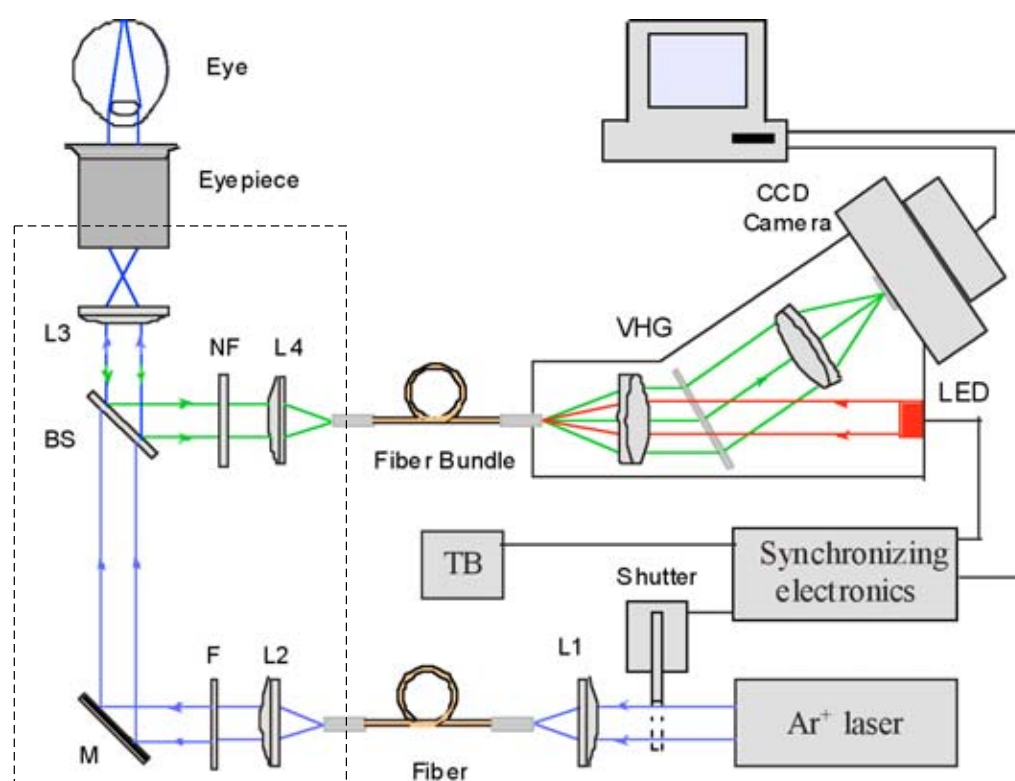 Eye
Eyepiece
CCD
Camera
L3
NF
L4
VHG
BS
LED
Fiber Bundle
TB
Shutter
Synchronizing
electronics
F
L2
L1
Ar⁺ laser
M
Fiber